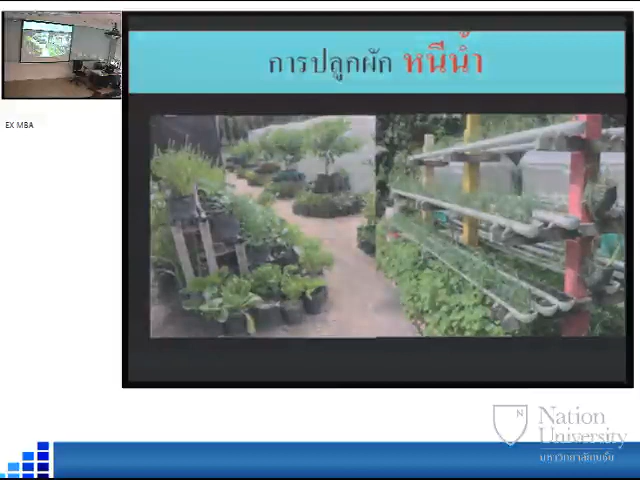 การปลูกผัก หนีน้ำ
EX MBA
N
Nation
University
มหาวิทยาลัยเนชั่น